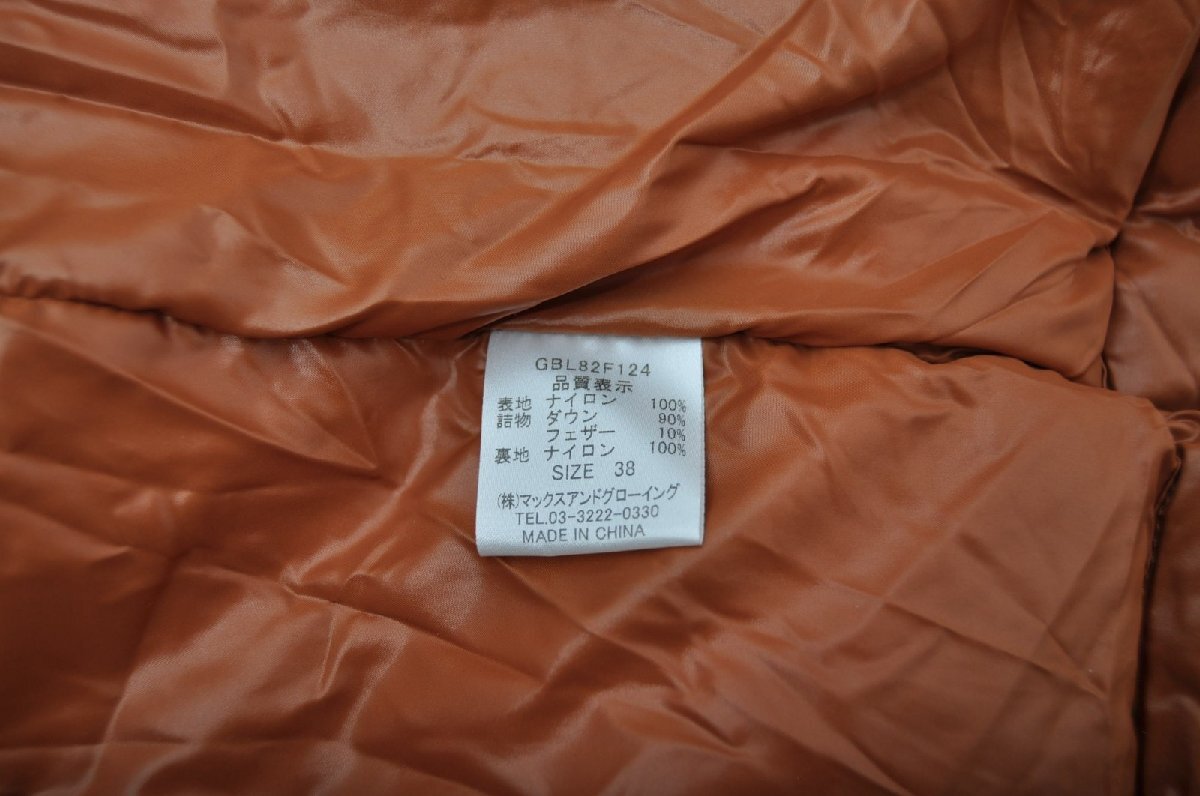 GBL82F124
品質表示
表地 ナイロン 100%
詰物 ダウン 90%
フェザー 10%
裏地 ナイロン 100%
SIZE 38
(株)マックスアンドグローイング
TEL.03-3222-0330
MADE IN CHINA